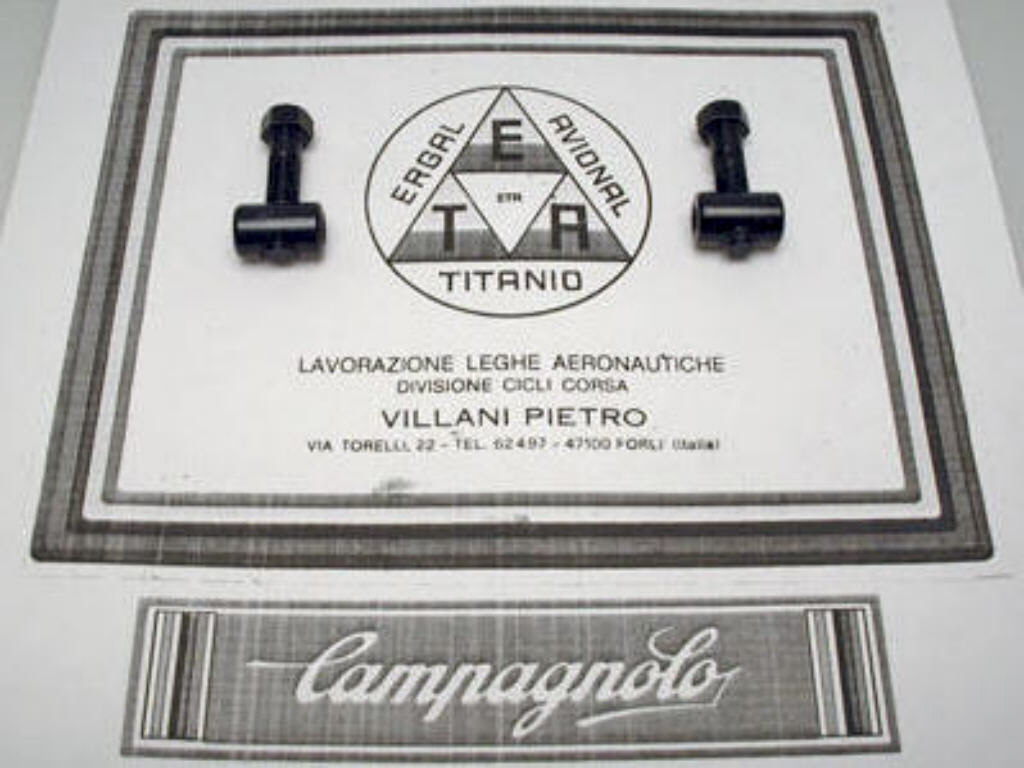 ERGAL
AVIONAL
E
ETA
T A
TITANIO
LAVORAZIONE LEGHE AERONAUTICHE
DIVISIONE CICLI CORSA
VILLANI PIETRO
VIA TORELLI, 22 - TEL. 62497 - 47100 FORLI (Italia)
Campagnolo